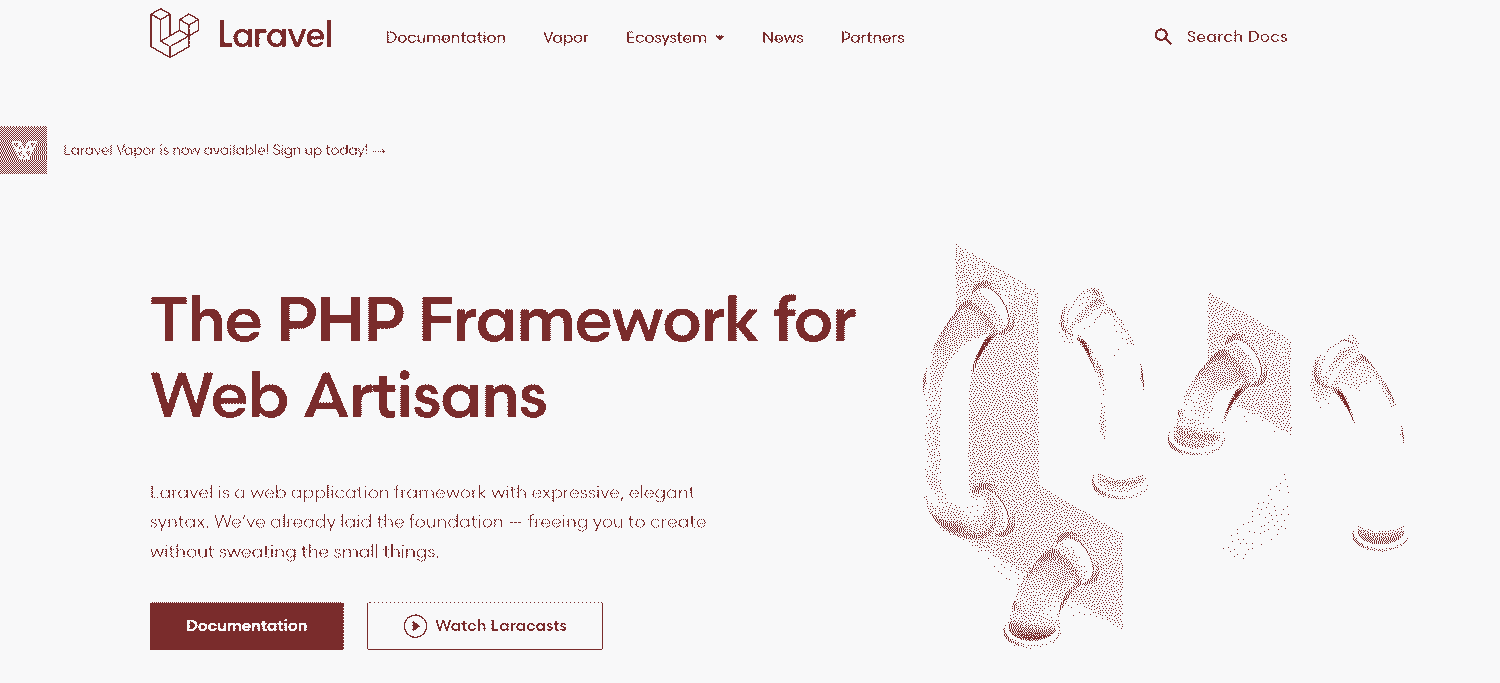 Laravel
Documentation
Vapor
Ecosystem
News
Partners
Search Docs
Laravel Vapor is now available! Sign up today! →
The PHP Framework for
Web Artisans
Laravel is a web application framework with expressive, elegant
syntax. We've already laid the foundation — freeing you to create
without sweating the small things.
Documentation
Watch Laracasts